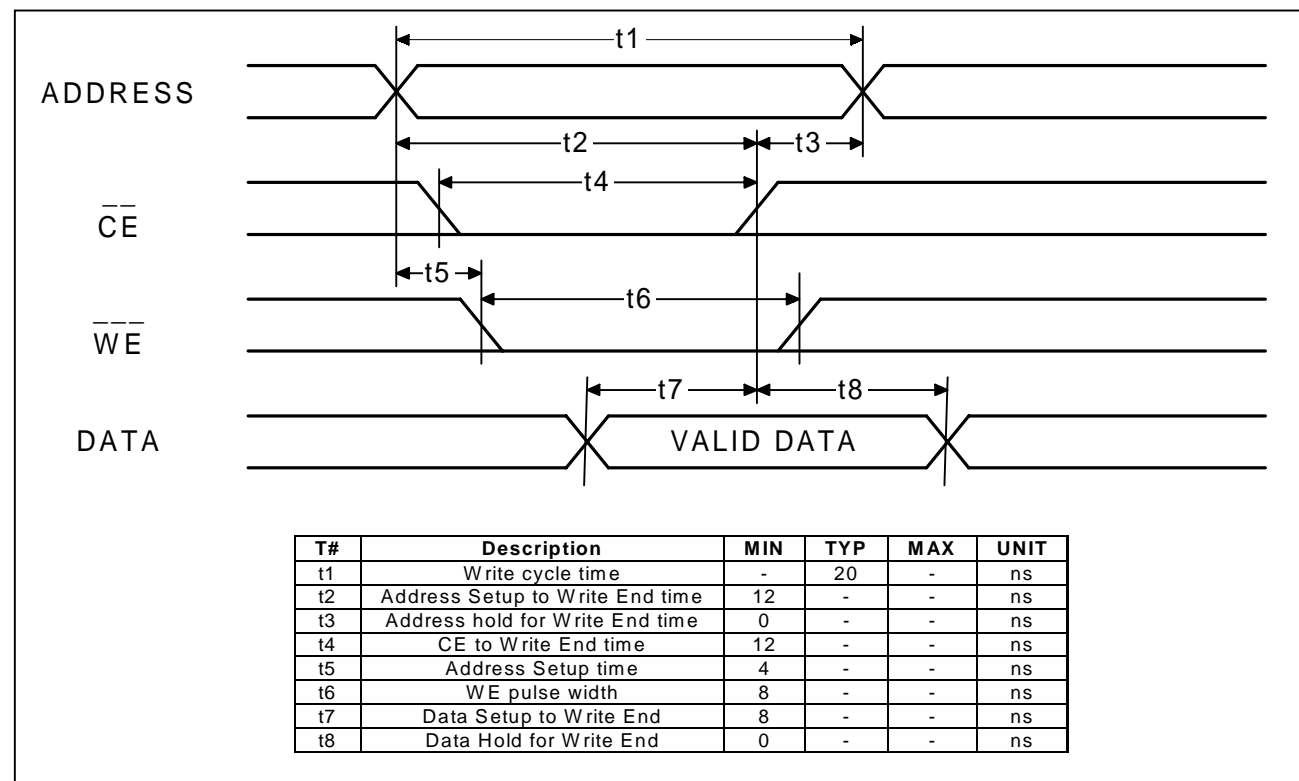 t1
ADDRESS
t2
t3
t4
CE
t5
t6
WE
t7
t8
DATA
VALID DATA
T# Description MIN TYP MAX UNIT
t1 Write cycle time - 20 - ns
t2 Address Setup to Write End time 12 - - ns
t3 Address hold for Write End time 0 - - ns
t4 CE to Write End time 12 - - ns
t5 Address Setup time 4 - - ns
t6 WE pulse width 8 - - ns
t7 Data Setup to Write End 8 - - ns
t8 Data Hold for Write End 0 - - ns